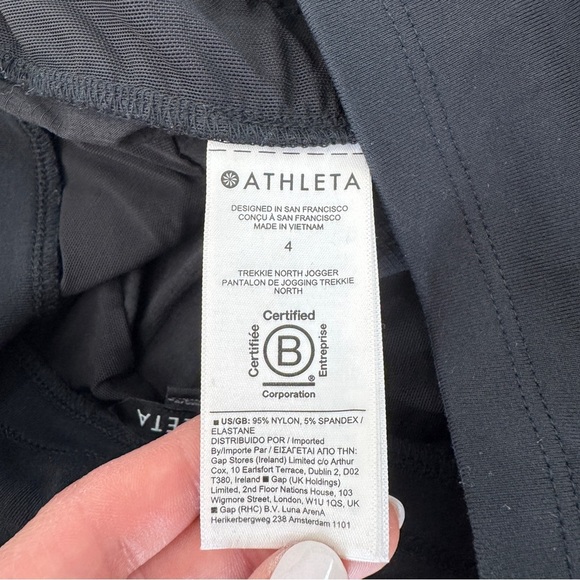 ATHLETA
DESIGNED IN SAN FRANCISCO
CONÇU À SAN FRANCISCO
MADE IN VIETNAM
4
TREKKIE NORTH JOGGER
PANTALON DE JOGGING TREKKIE
NORTH
Certified
Certifiée
B
Entreprise
®
Corporation
■ US/GB: 95% NYLON, 5% SPANDEX /
ELASTANE
DISTRIBUIDO POR / Imported
By/Importe Par / ΕΙΣΑΓΕΤΑΙ ΑΠΟ ΤΗΝ:
Gap Stores (Ireland) Limited c/o Arthur
Cox, 10 Earlsfort Terrace, Dublin 2, D02
T380, Ireland ■ Gap (UK Holdings)
Limited, 2nd Floor Nations House, 103
Wigmore Street, London, W1U 1QS, UK
■ Gap (RHC) B.V. Luna ArenA
Herikerbergweg 238 Amsterdam 1101
LETA